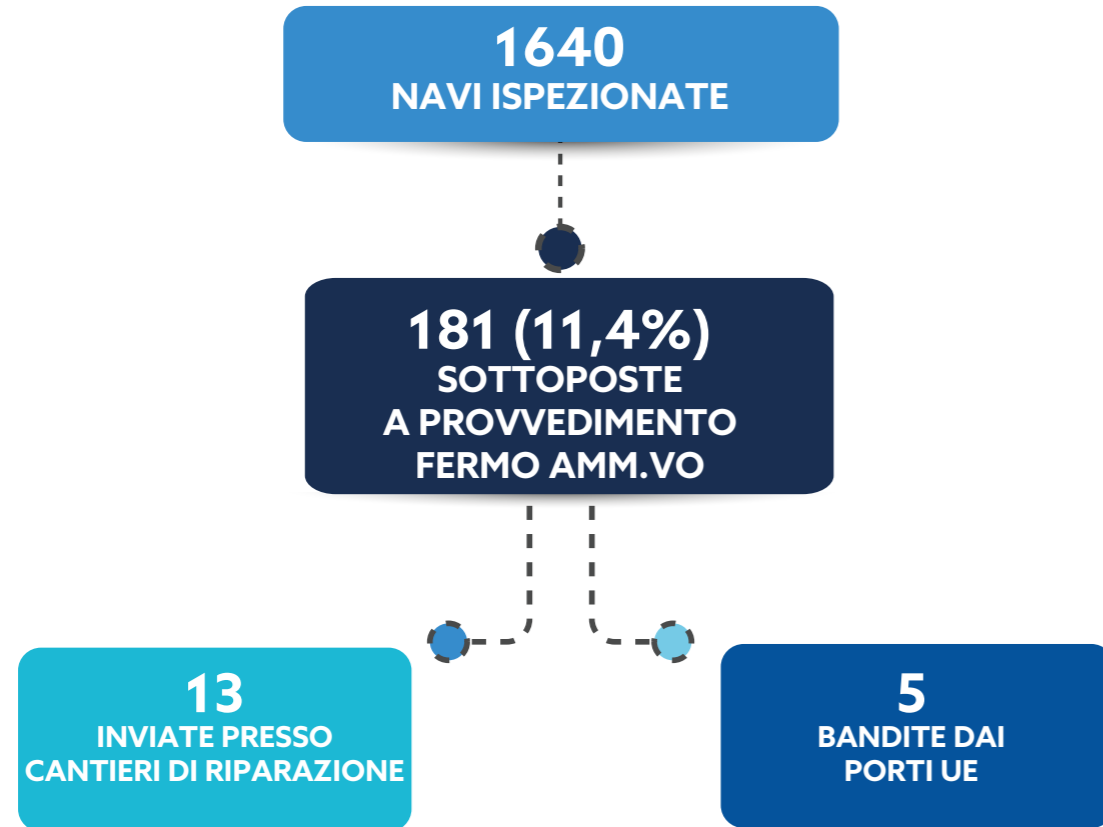 1640
NAVI ISPEZIONATE
181 (11,4%)
SOTTOPOSTE
A PROVVEDIMENTO
FERMO AMM.VO
13
INVIATE PRESSO
CANTIERI DI RIPARAZIONE
5
BANDITE DAI
PORTI UE